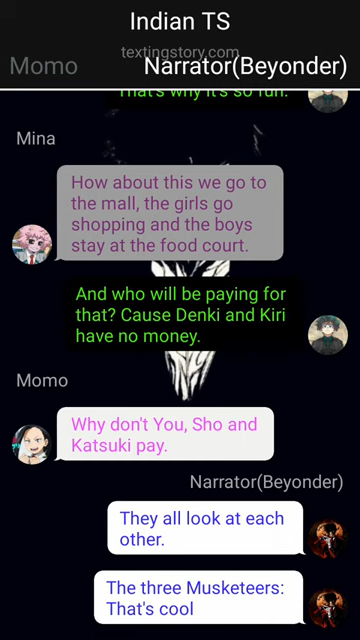 Indian TS
textingstory.com
Momo
Narrator(Beyonder)
That's why it's so fun.
Mina
How about this we go to
the mall, the girls go
shopping and the boys
stay at the food court.
And who will be paying for
that? Cause Denki and Kiri
have no money.
Momo
Why don't You, Sho and
Katsuki pay.
Narrator(Beyonder)
They all look at each
other.
The three Musketeers:
That's cool